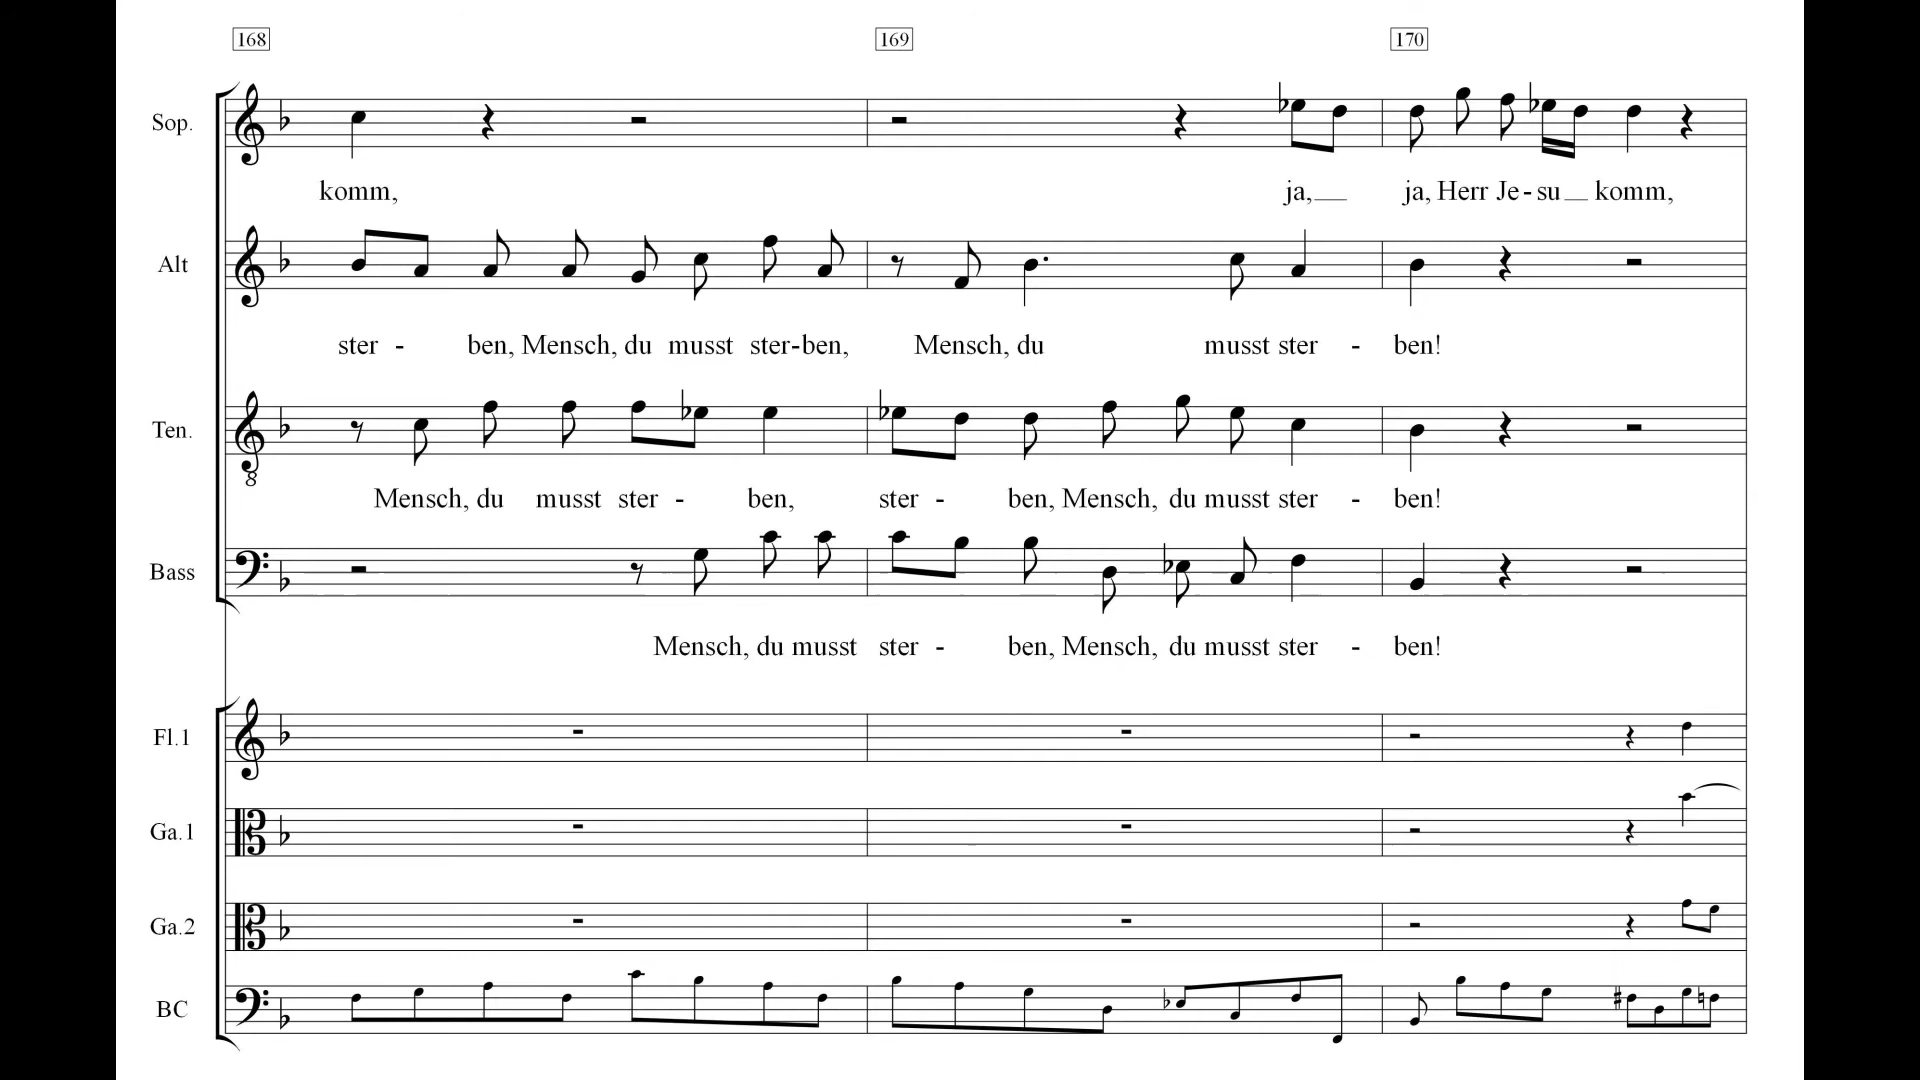 168 169 170
Sop.
komm, ja, ja, Herr Je - su komm,
Alt
ster - ben, Mensch, du musst ster-ben, Mensch, du musst ster - ben!
Ten.
8
Mensch, du musst ster - ben, ster - ben, Mensch, du musst ster - ben!
Bass
Mensch, du musst ster - ben, Mensch, du musst ster - ben!
Fl.1
Ga.1
Ga.2
BC